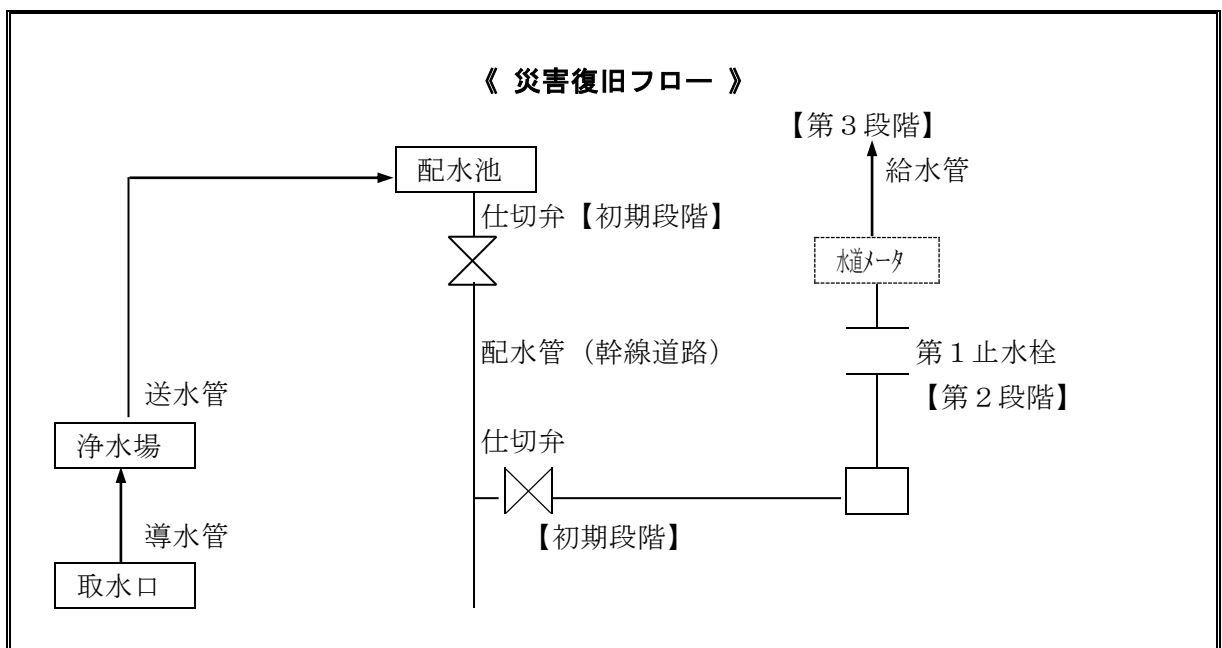 《 災害復旧フロー 》
【第３段階】
配水池
給水管
仕切弁【初期段階】
水道メータ
配水管（幹線道路）
第１止水栓
送水管
【第２段階】
浄水場
仕切弁
導水管
【初期段階】
取水口